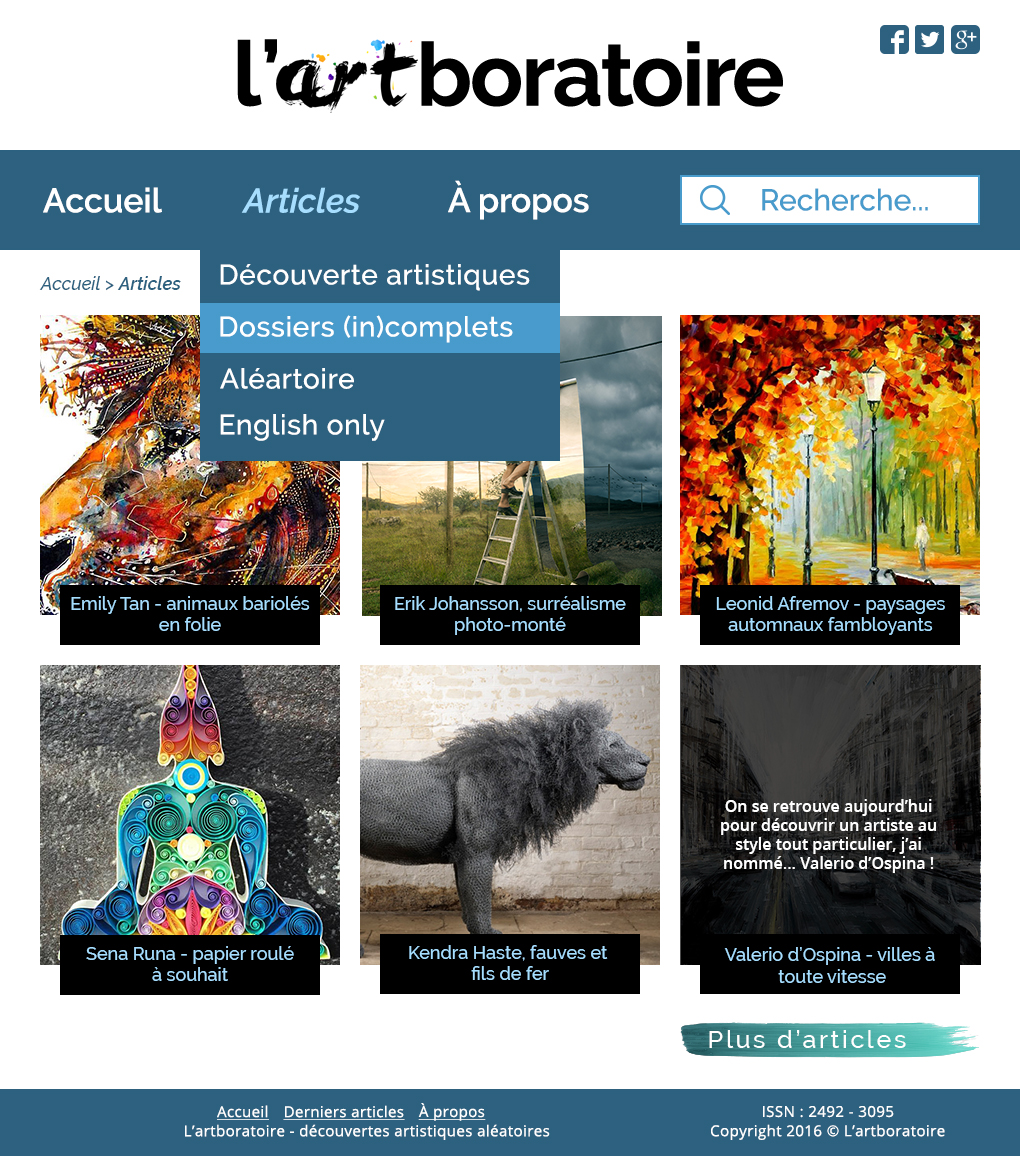 l'artboratoire
Accueil
Articles
À propos
Recherche...
Accueil > Articles
Découverte artistiques
Dossiers (in)complets
Aléartoire
English only
Emily Tan - animaux bariolés
en folie
Erik Johansson, surréalisme
photo-monté
Leonid Afremov - paysages
automnaux fambloyants
Sena Runa - papier roulé
à souhait
Kendra Haste, fauves et
fils de fer
On se retrouve aujourd'hui
pour découvrir un artiste au
style tout particulier, j'ai
nommé... Valerio d'Ospina !
Valerio d'Ospina - villes à
toute vitesse
Plus d'articles
Accueil Derniers articles À propos
L'artboratoire - découvertes artistiques aléatoires
ISSN : 2492 - 3095
Copyright 2016 © L'artboratoire